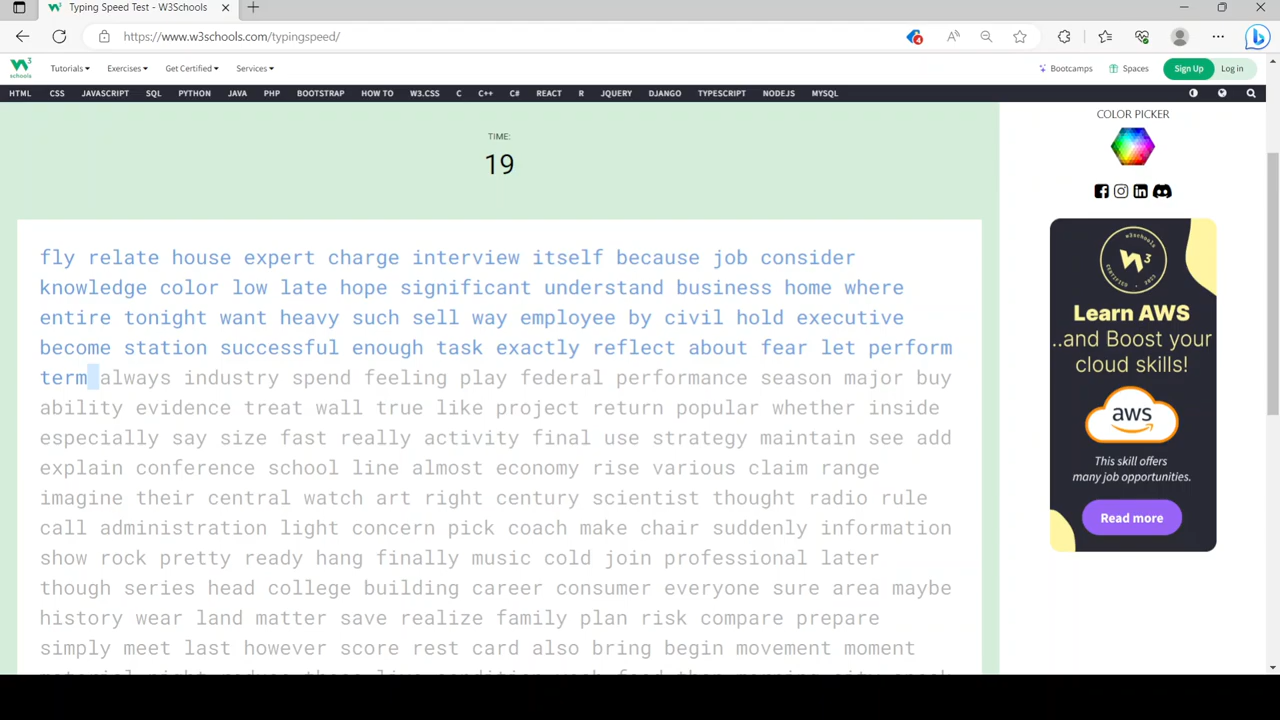 Typing Speed Test - W3Schools
https://www.w3schools.com/typingspeed/
4
schools
Tutorials Exercises Get Certified Services Bootcamps Spaces Sign Up Log in
HTML CSS JAVASCRIPT SQL PYTHON JAVA PHP BOOTSTRAP HOW TO W3.CSS C C++ C# REACT R JQUERY DJANGO TYPESCRIPT NODEJS MYSQL
TIME:
19
fly relate house expert charge interview itself because job consider
knowledge color low late hope significant understand business home where
entire tonight want heavy such sell way employee by civil hold executive
become station successful enough task exactly reflect about fear let perform
term always industry spend feeling play federal performance season major buy
ability evidence treat wall true like project return popular whether inside
especially say size fast really activity final use strategy maintain see add
explain conference school line almost economy rise various claim range
imagine their central watch art right century scientist thought radio rule
call administration light concern pick coach make chair suddenly information
show rock pretty ready hang finally music cold join professional later
though series head college building career consumer everyone sure area maybe
history wear land matter save realize family plan risk compare prepare
simply meet last however score rest card also bring begin movement moment
COLOR PICKER
w3schools
CERTIFIED . 2022
Learn AWS
..and Boost your
cloud skills!
aws
This skill offers
many job opportunities.
Read more